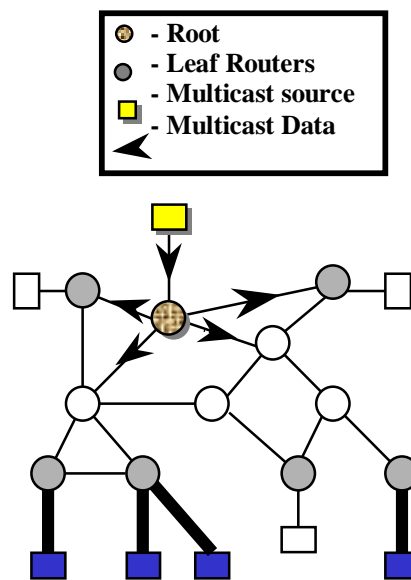 - Root
- Leaf Routers
- Multicast source
- Multicast Data